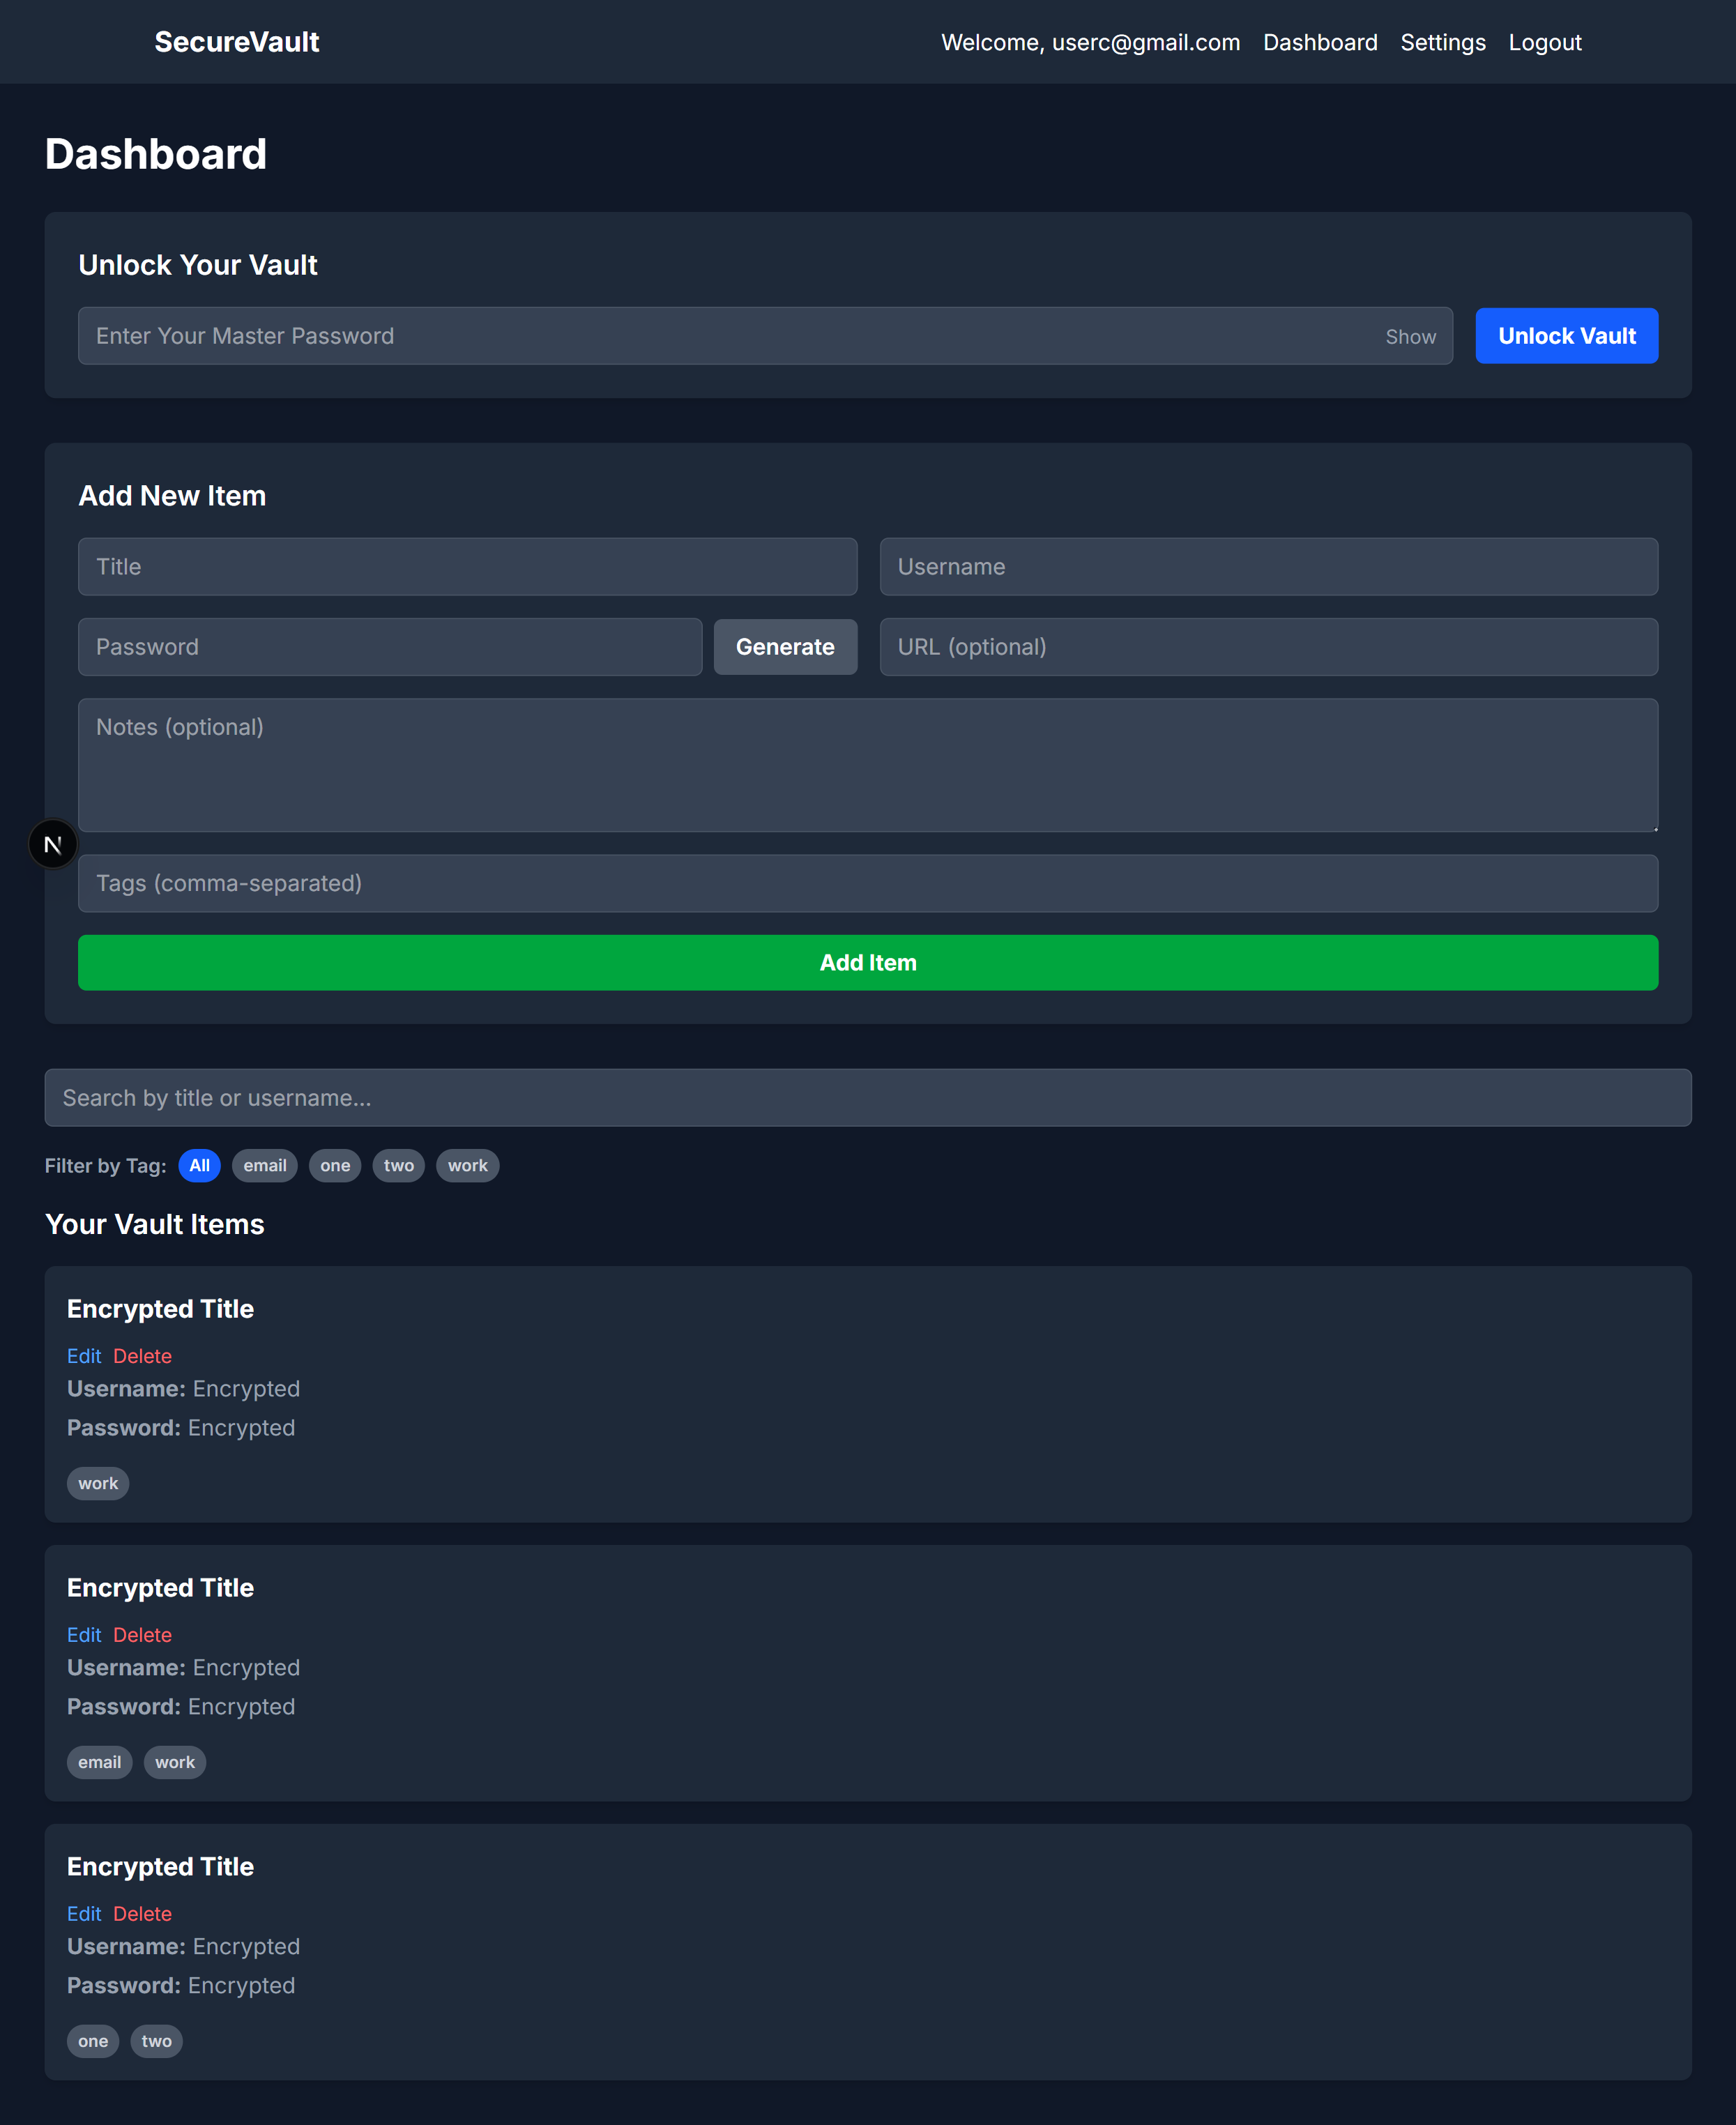 SecureVault Welcome, userc@gmail.com Dashboard Settings Logout
Dashboard
Unlock Your Vault
Enter Your Master Password Show Unlock Vault
Add New Item
Title Username
Password Generate URL (optional)
Notes (optional)
N
Tags (comma-separated)
Add Item
Search by title or username...
Filter by Tag: All email one two work
Your Vault Items
Encrypted Title
Edit Delete
Username: Encrypted
Password: Encrypted
work
Encrypted Title
Edit Delete
Username: Encrypted
Password: Encrypted
email work
Encrypted Title
Edit Delete
Username: Encrypted
Password: Encrypted
one two